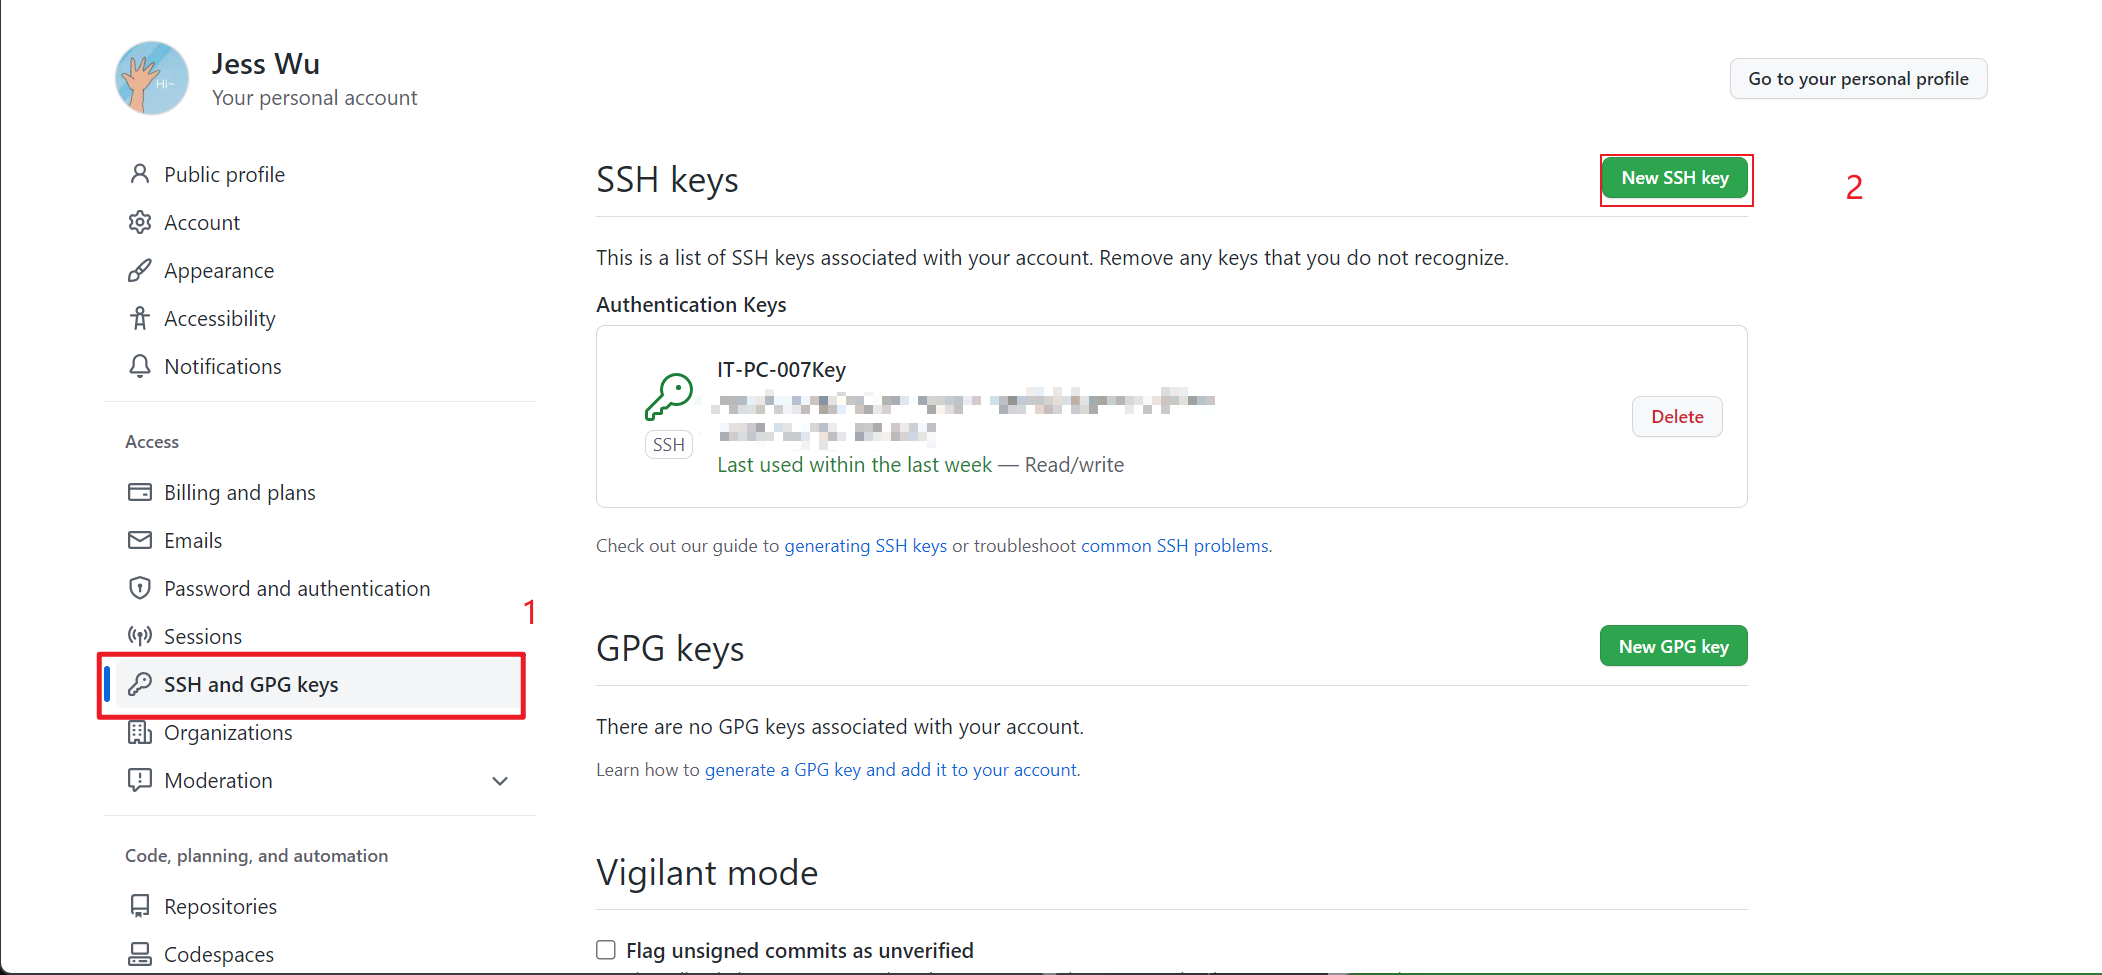 Jess Wu
Your personal account
Hi~
Go to your personal profile
Public profile
Account
Appearance
Accessibility
Notifications
Access
Billing and plans
Emails
Password and authentication
1
Sessions
SSH and GPG keys
Organizations
Moderation
Code, planning, and automation
Repositories
Codespaces
SSH keys
New SSH key
2
This is a list of SSH keys associated with your account. Remove any keys that you do not recognize.
Authentication Keys
IT-PC-007Key
SSH
Last used within the last week — Read/write
Delete
Check out our guide to generating SSH keys or troubleshoot common SSH problems.
GPG keys
New GPG key
There are no GPG keys associated with your account.
Learn how to generate a GPG key and add it to your account.
Vigilant mode
Flag unsigned commits as unverified